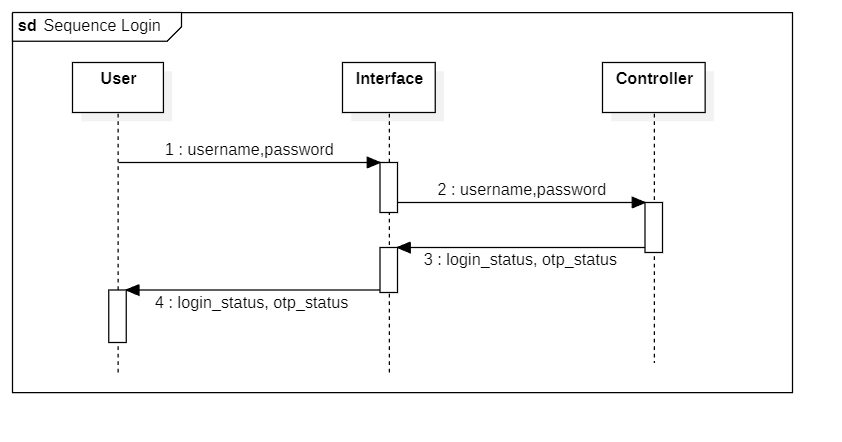 sd Sequence Login
User
Interface
Controller
1 : username,password
2 : username,password
3 : login_status, otp_status
4 : login_status, otp_status